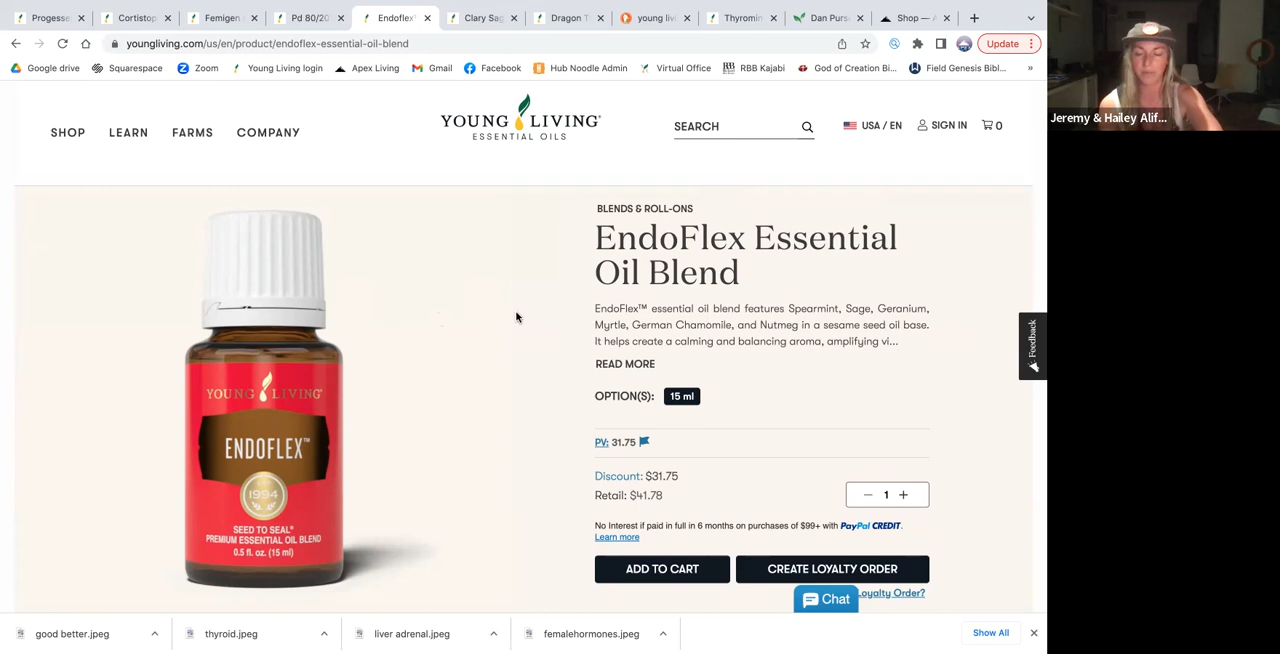 Progesse
Cortistop
Femigen
Pd 80/20
Endoflex
Clary Sag
Dragon T
young livi
Thyromin
Dan Purs
Shop — A
youngliving.com/us/en/product/endoflex-essential-oil-blend
Update
Google drive
Squarespace
Zoom
Young Living login
Apex Living
Gmail
Facebook
Hub Noodle Admin
Virtual Office
RBB Kajabi
God of Creation Bi...
Field Genesis Bibl...
»
Jeremy & Hailey Alif...
SHOP
LEARN
FARMS
COMPANY
YOUNG LIVING
ESSENTIAL OILS
SEARCH
USA / EN
SIGN IN
0
BLENDS & ROLL-ONS
EndoFlex Essential
Oil Blend
EndoFlex™ essential oil blend features Spearmint, Sage, Geranium,
Myrtle, German Chamomile, and Nutmeg in a sesame seed oil base.
It helps create a calming and balancing aroma, amplifying vi...
READ MORE
OPTION(S): 15 ml
PV: 31.75
Discount: $31.75
Retail: $41.78
− 1 +
No Interest if paid in full in 6 months on purchases of $99+ with PayPal CREDIT.
Learn more
ADD TO CART
CREATE LOYALTY ORDER
Loyalty Order?
Chat
Feedback
YOUNG LIVING
ENDOFLEX™
1994
SEED TO SEAL®
PREMIUM ESSENTIAL OIL BLEND
0.5 fl. oz. (15 ml)
good better.jpeg
thyroid.jpeg
liver adrenal.jpeg
femalehormones.jpeg
Show All